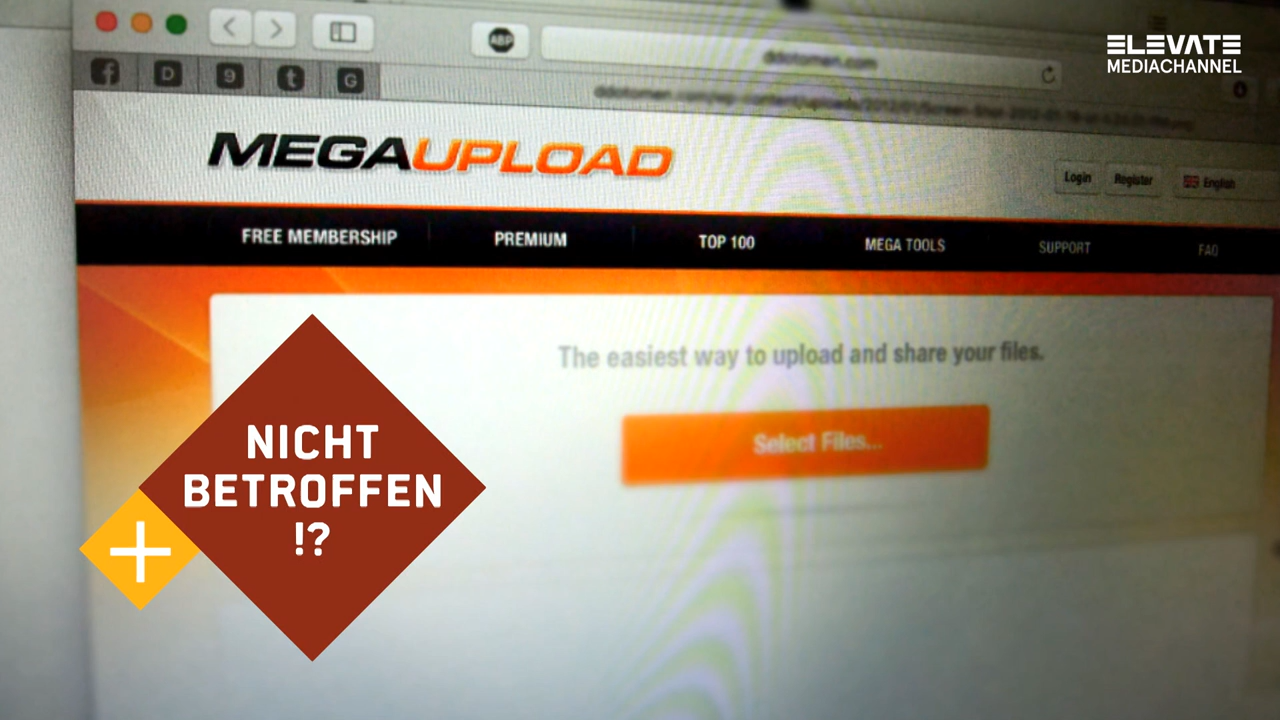 ELEVATE
MEDIACHANNEL
ABP
D
9
t
G
MEGAUPLOAD
Login
Register
English
FREE MEMBERSHIP
PREMIUM
TOP 100
MEGA TOOLS
SUPPORT
FAQ
The easiest way to upload and share your files.
Select Files...
NICHT
BETROFFEN
!?